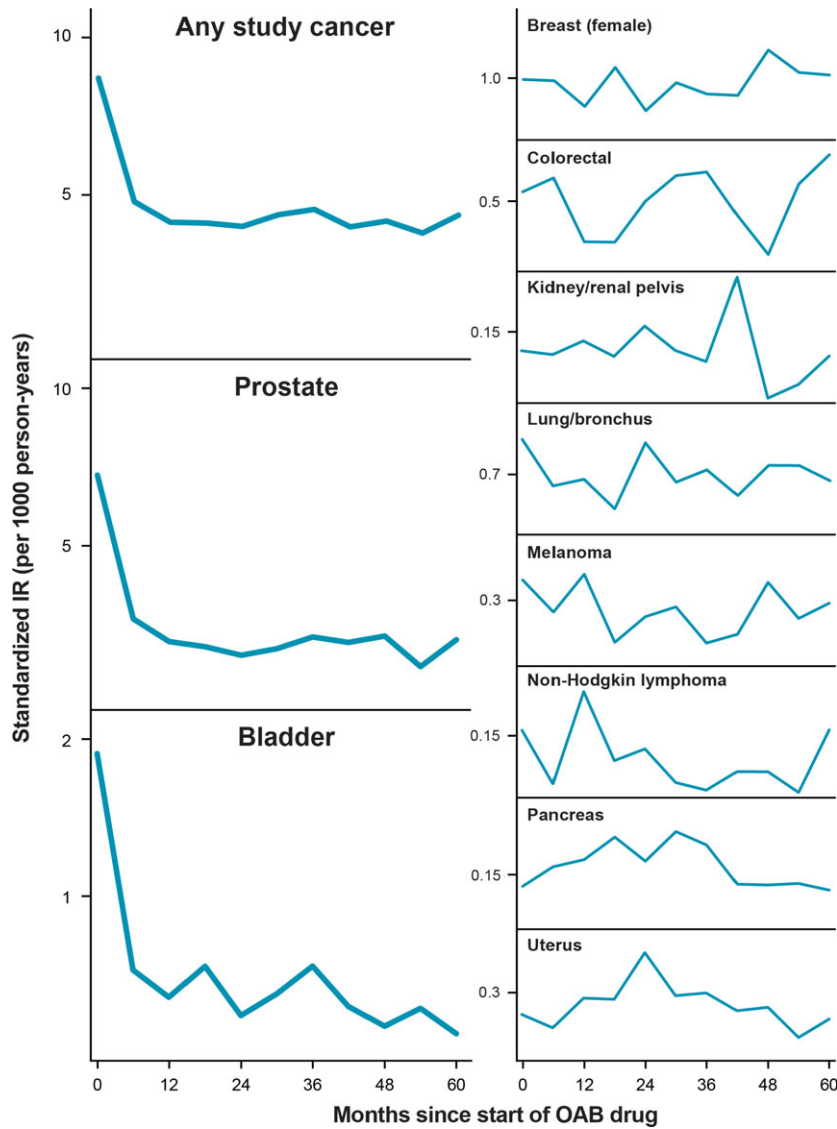 Standardized IR (per 1000 person-years)
Any study cancer
10
5
Prostate
10
5
Bladder
2
1
0 12 24 36 48 60
Breast (female)
1.0
Colorectal
0.5
Kidney/renal pelvis
0.15
Lung/bronchus
0.7
Melanoma
0.3
Non-Hodgkin lymphoma
0.15
Pancreas
0.15
Uterus
0.3
0 12 24 36 48 60
Months since start of OAB drug